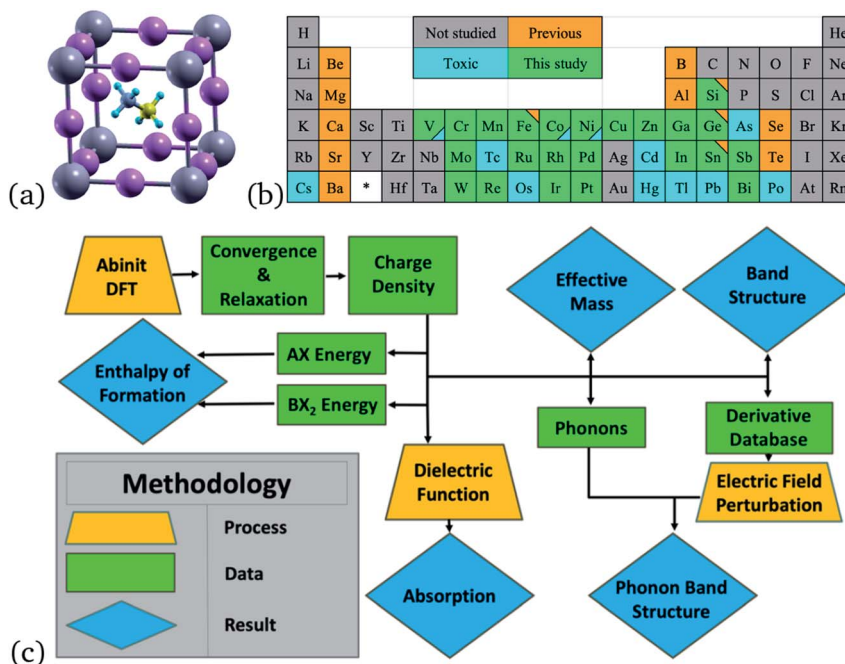 (a)
(b)
H He
Not studied Previous
Toxic This study
Li Be B C N O F Ne
Na Mg Al Si P S Cl Ar
K Ca Sc Ti V Cr Mn Fe Co Ni Cu Zn Ga Ge As Se Br Kr
Rb Sr Y Zr Nb Mo Tc Ru Rh Pd Ag Cd In Sn Sb Te I Xe
Cs Ba * Hf Ta W Re Os Ir Pt Au Hg Tl Pb Bi Po At Rn
Abinit
DFT
Convergence
&
Relaxation
Charge
Density
Effective
Mass
Band
Structure
Enthalpy of
Formation
AX Energy
BX₂ Energy
Phonons
Derivative
Database
Dielectric
Function
Electric Field
Perturbation
Absorption
Phonon Band
Structure
Methodology
Process
Data
Result
(c)